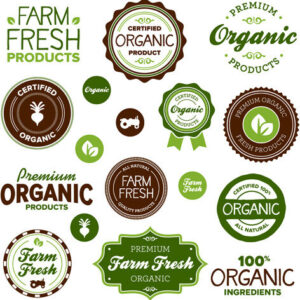 FARM
FRESH
PRODUCTS
CERTIFIED
ORGANIC
PRODUCT
PREMIUM
Organic
PRODUCTS
CERTIFIED
ORGANIC
Organic
Certified
Organic
PREMIUM ORGANIC
FRESH PRODUCTS
Premium
ORGANIC
PRODUCTS
ALL NATURAL
FARM
FRESH
QUALITY PRODUCTS
Farm
Fresh
CERTIFIED 100%
ORGANIC
ALL NATURAL
Farm
Fresh
PREMIUM
Farm Fresh
ORGANIC
100%
ORGANIC
INGREDIENTS